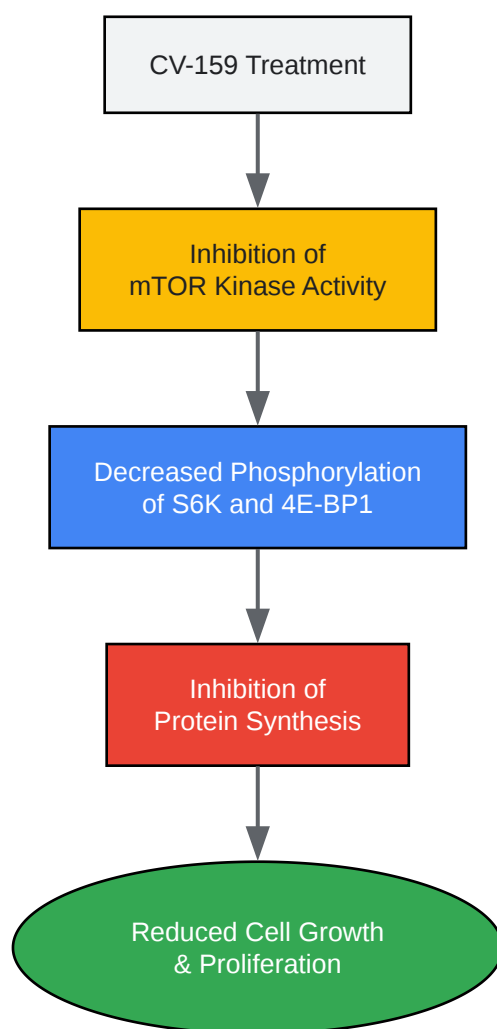 CV-159 Treatment
Inhibition of
mTOR Kinase Activity
Decreased Phosphorylation
of S6K and 4E-BP1
Inhibition of
Protein Synthesis
Reduced Cell Growth
& Proliferation